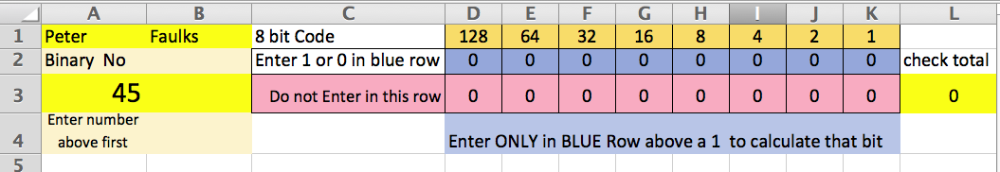 A B C D E F G H I J K L
1 Peter Faulks 8 bit Code 128 64 32 16 8 4 2 1
2 Binary No Enter 1 or 0 in blue row 0 0 0 0 0 0 0 0 check total
3 45 Do not Enter in this row 0 0 0 0 0 0 0 0 0
Enter number
4 above first Enter ONLY in BLUE Row above a 1 to calculate that bit
5